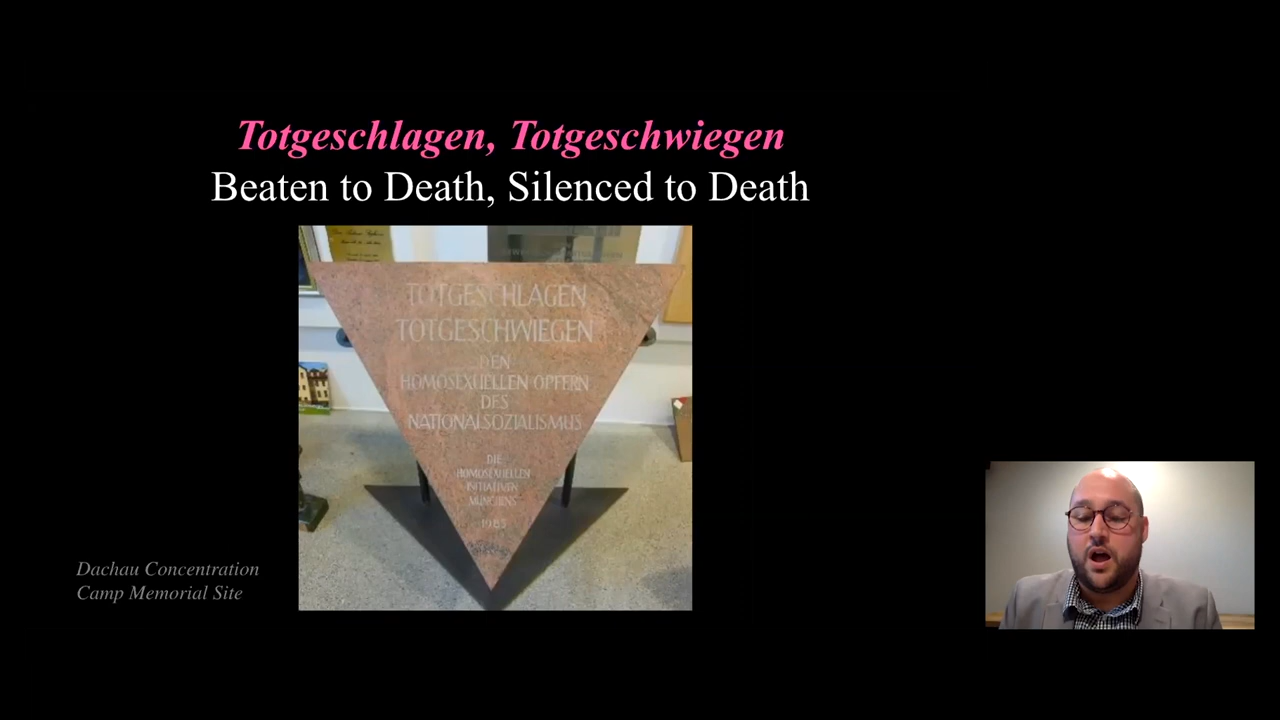 Totgeschlagen, Totgeschwiegen
Beaten to Death, Silenced to Death
TOTGESCHLAGEN
TOTGESCHWIEGEN
DEN
HOMOSEXUELLEN OPFERN
DES
NATIONALSOZIALISMUS
DIE
HOMOSEXUELLEN
INITIATIVEN
MÜNCHENS
1985
Dachau Concentration
Camp Memorial Site